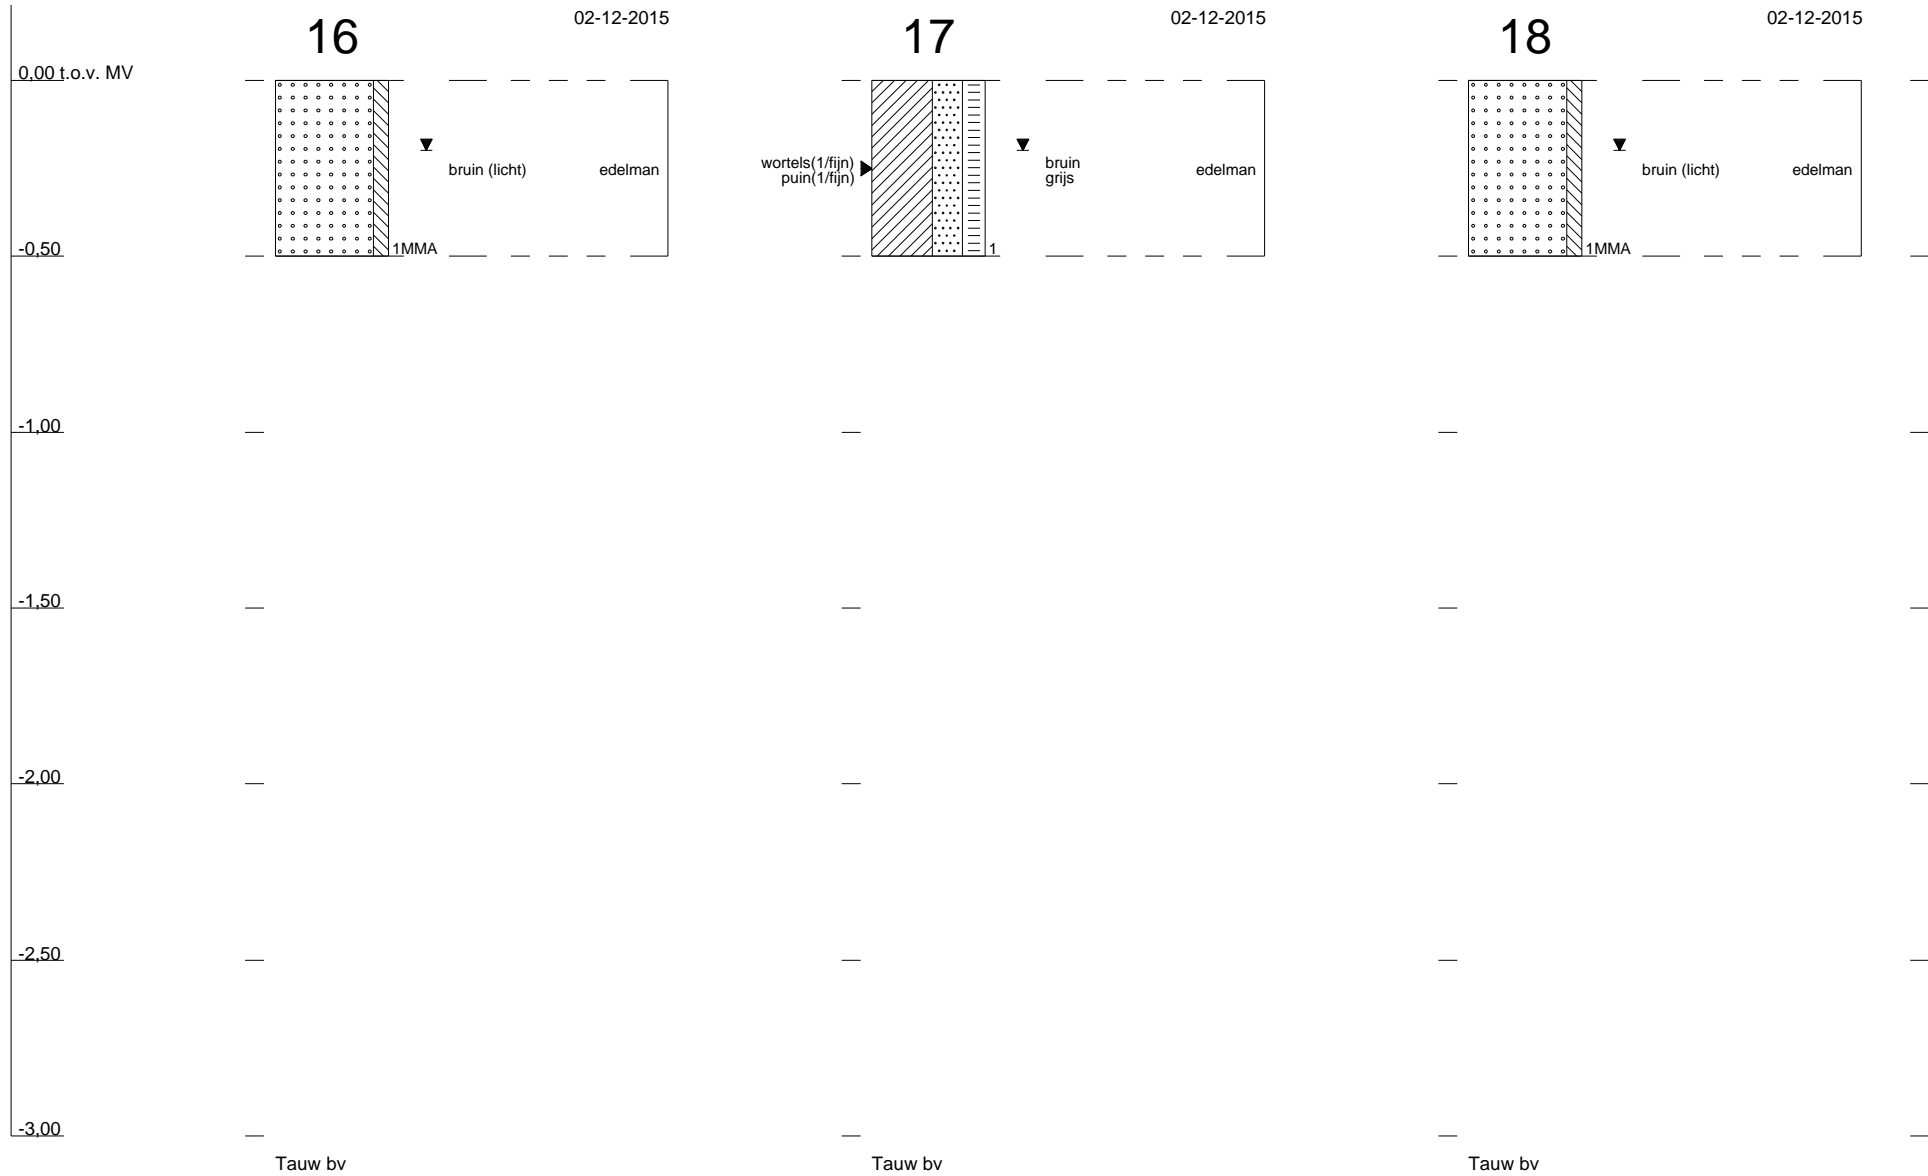 16
02-12-2015
17
02-12-2015
18
02-12-2015
0,00 t.o.v. MV
bruin (licht)
edelman
1MMA
wortels(1/fijn)
puin(1/fijn)
bruin
grijs
edelman
1
bruin (licht)
edelman
1MMA
-0,50
-1,00
-1,50
-2,00
-2,50
-3,00
Tauw bv
Tauw bv
Tauw bv